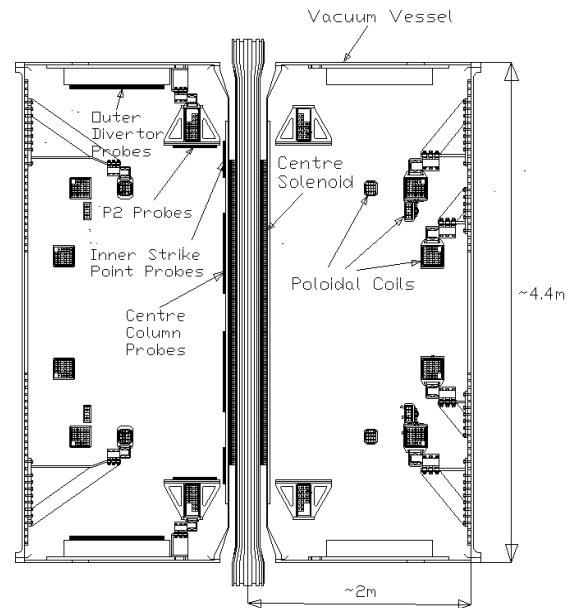 Vacuum Vessel
Outer
Divertor
Probes
P2 Probes
Centre
Solenoid
Inner Strike
Point Probes
Poloidal Coils
Centre
Column
Probes
~4.4m
~2m